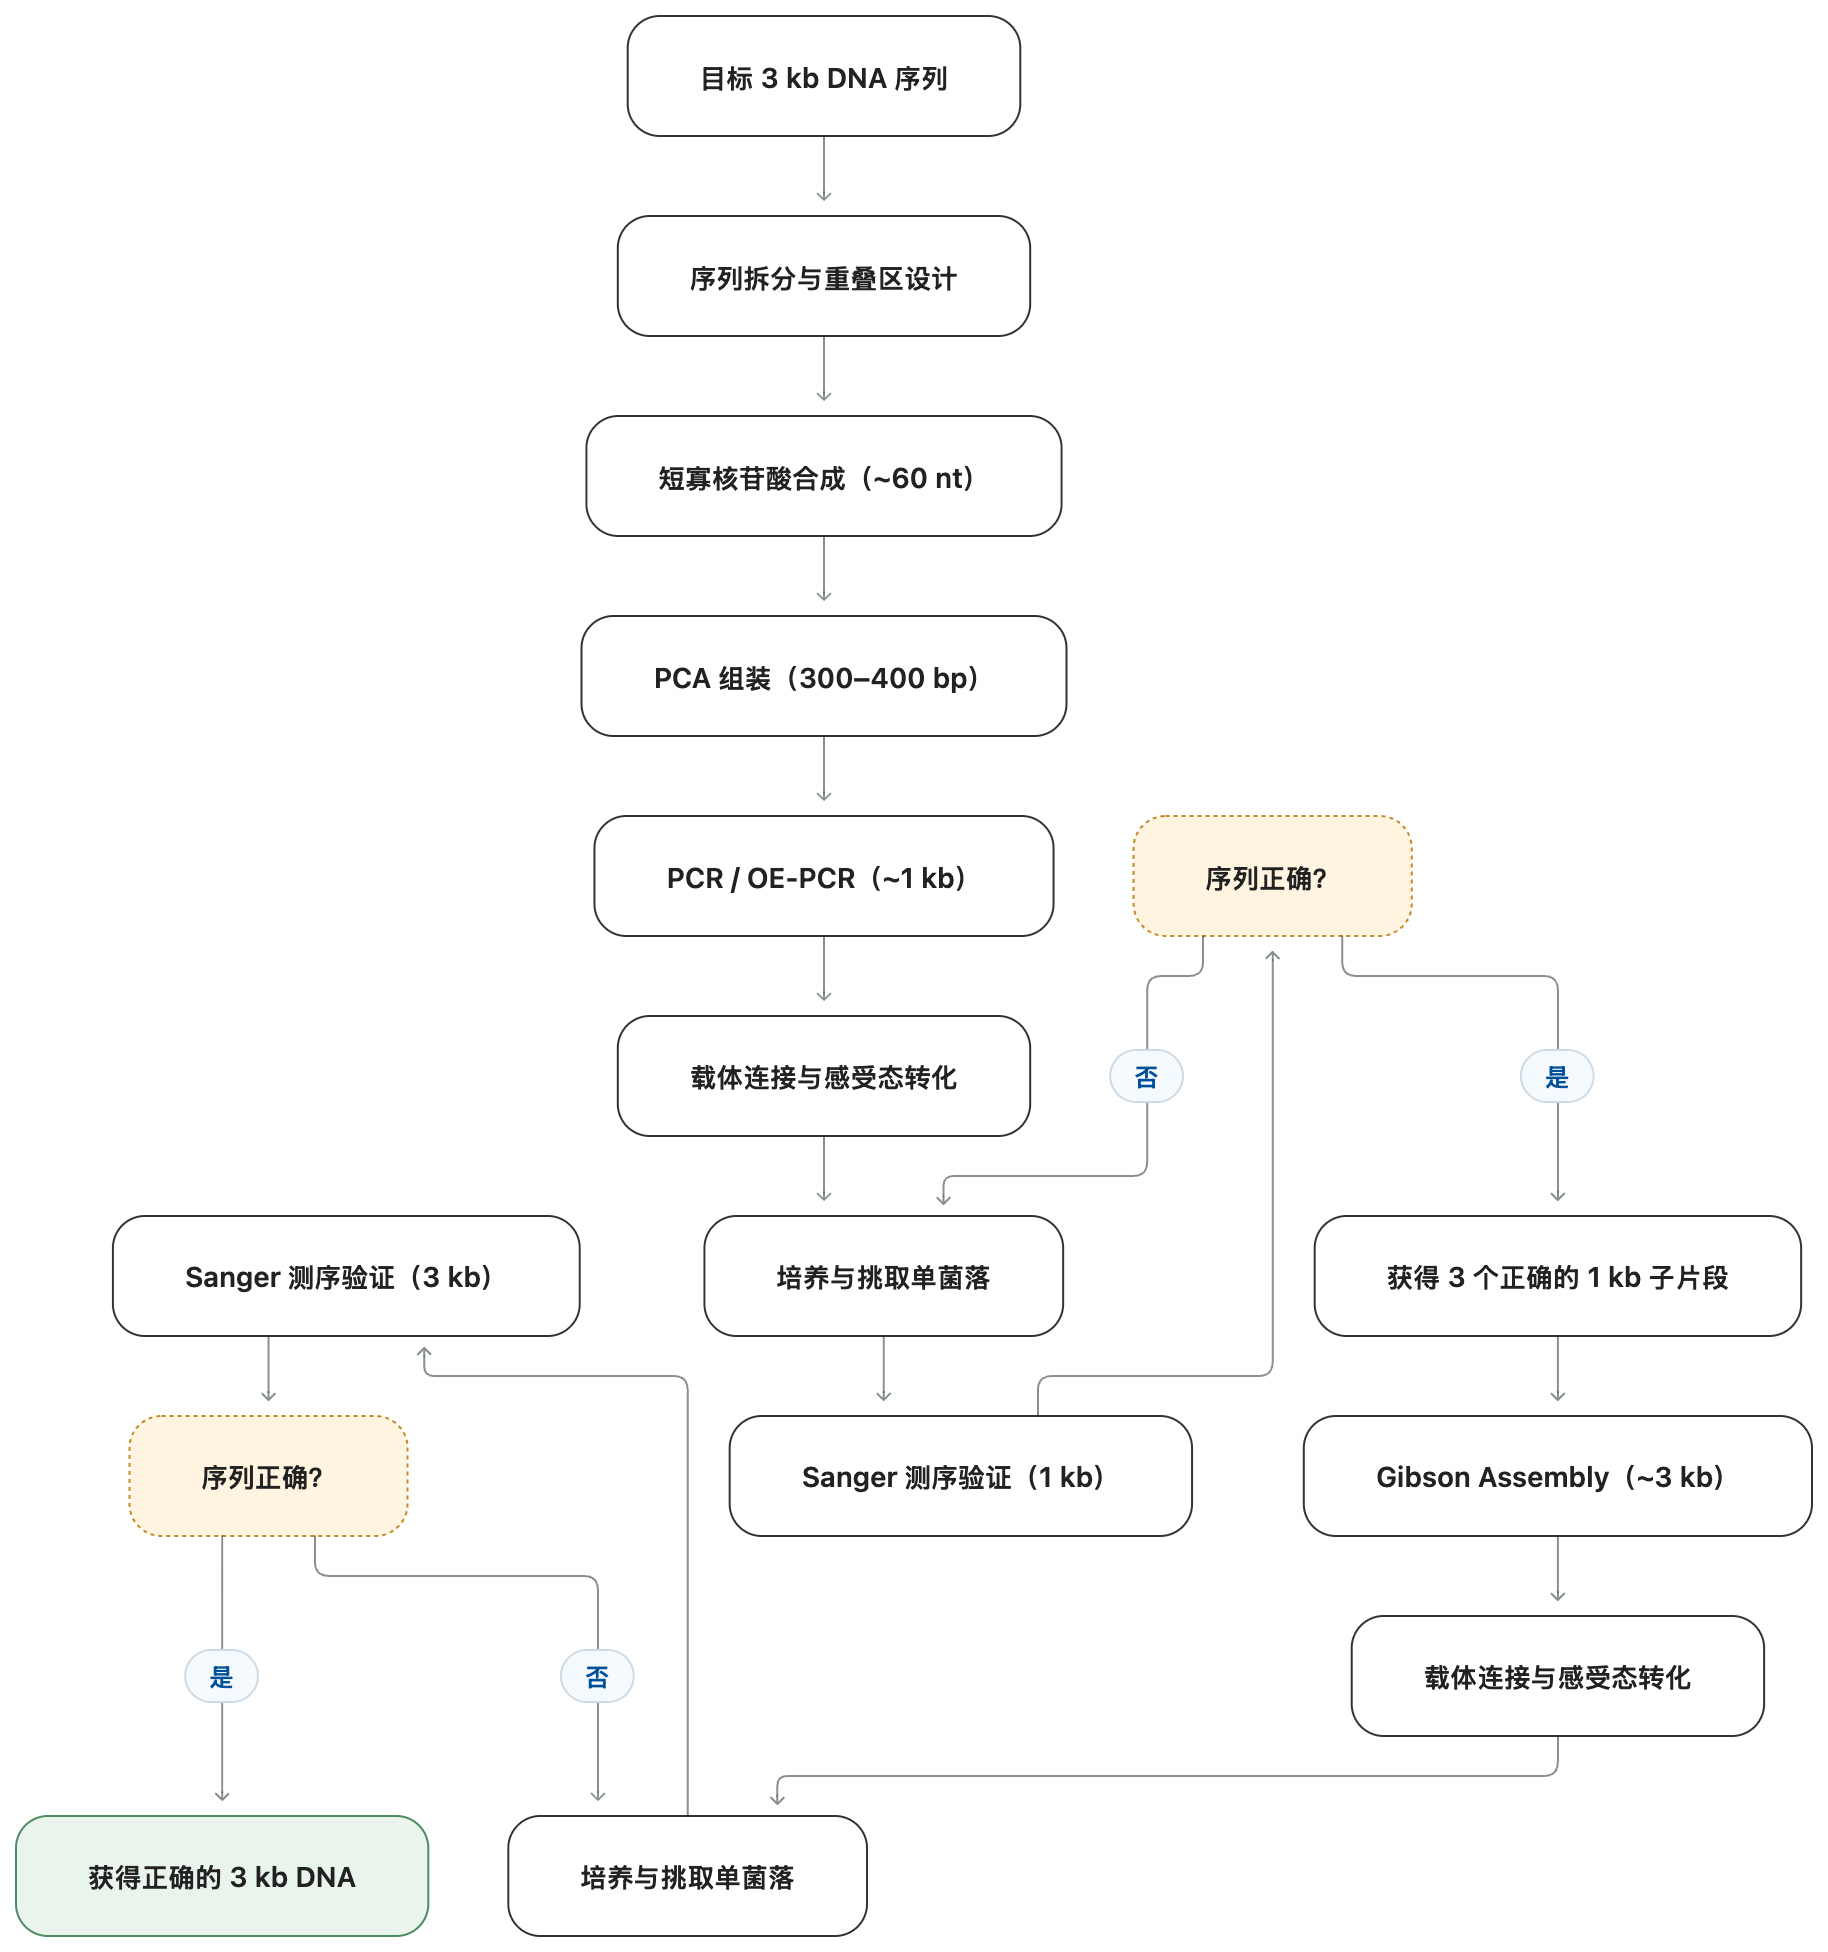 目标 3 kb DNA 序列
序列拆分与重叠区设计
短寡核苷酸合成（~60 nt）
PCA 组装（300–400 bp）
PCR / OE-PCR（~1 kb）
序列正确?
载体连接与感受态转化
否
是
Sanger 测序验证（3 kb）
培养与挑取单菌落
获得 3 个正确的 1 kb 子片段
序列正确?
Sanger 测序验证（1 kb）
Gibson Assembly（~3 kb）
是
否
载体连接与感受态转化
获得正确的 3 kb DNA
培养与挑取单菌落